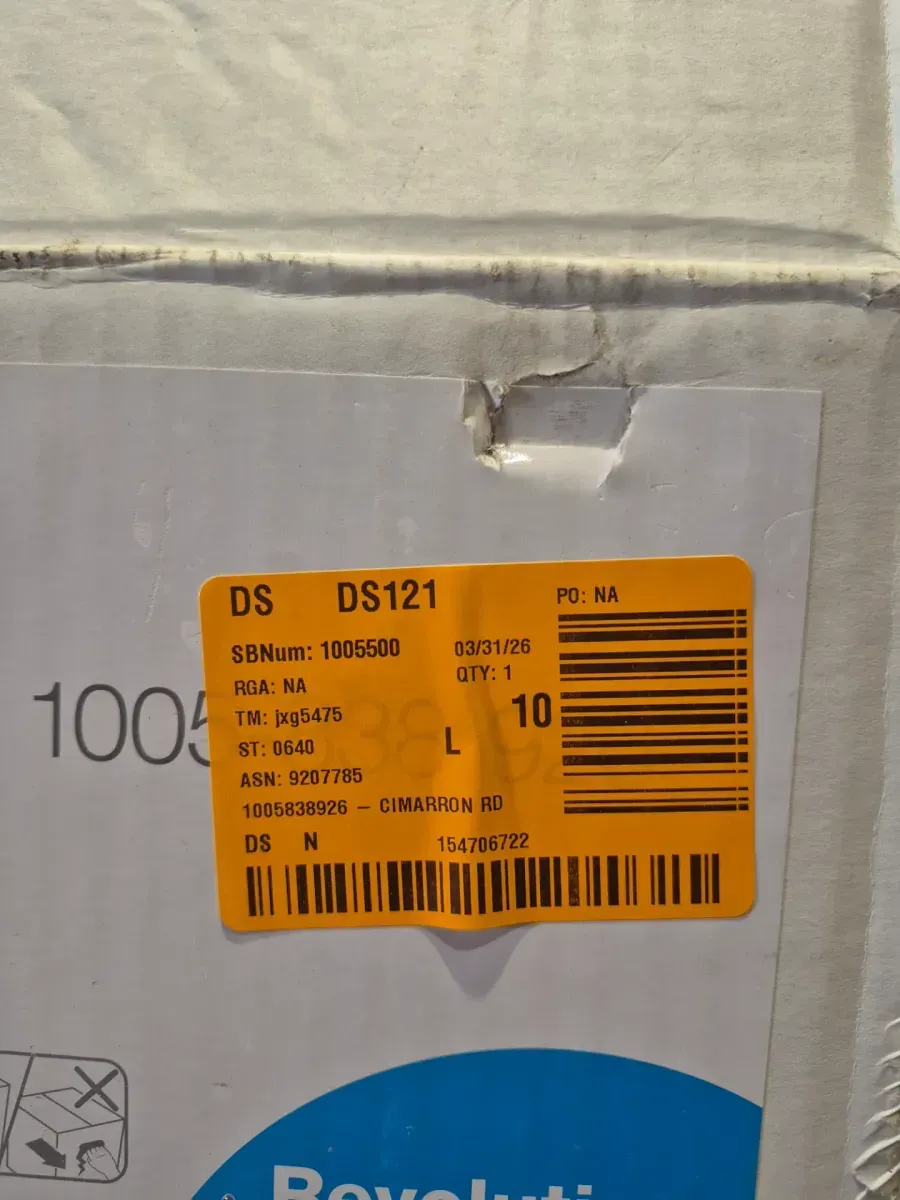 DS DS121 PO: NA
SBNum: 1005500 03/31/26
RGA: NA QTY: 1
TM: jxg5475 10
ST: 0640 L
ASN: 9207785
1005838926 – CIMARRON RD
DS N 154706722